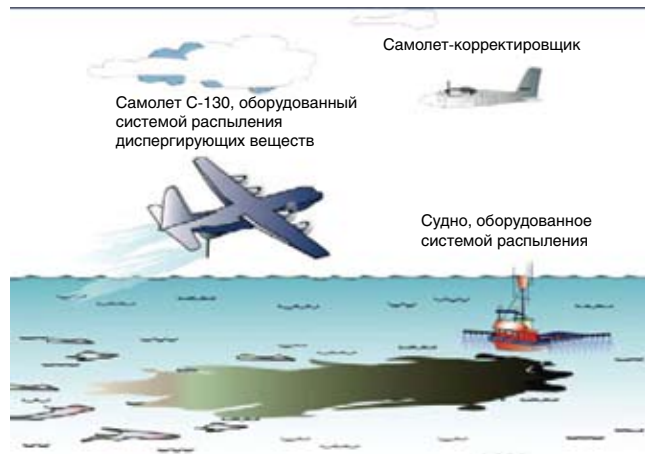 Самолет-корректировщик
Самолет C-130, оборудованный
системой распыления
диспергирующих веществ
Судно, оборудованное
системой распыления